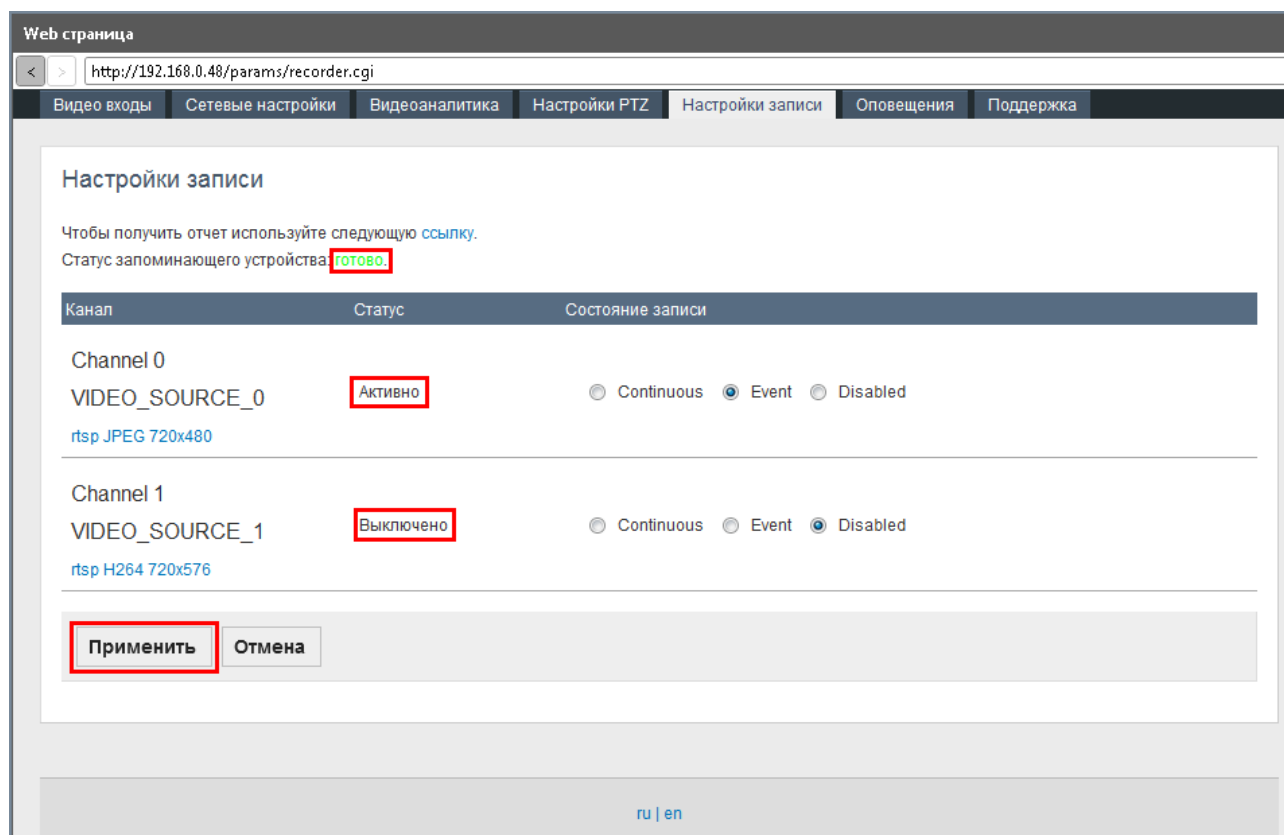 Web страница
< > http://192.168.0.48/params/recorder.cgi
Видео входы Сетевые настройки Видеоаналитика Настройки PTZ Настройки записи Оповещения Поддержка
Настройки записи
Чтобы получить отчет используйте следующую ссылку.
Статус запоминающего устройства: готово.
Канал Статус Состояние записи
Channel 0
VIDEO_SOURCE_0 Активно Continuous Event Disabled
rtsp JPEG 720x480
Channel 1
VIDEO_SOURCE_1 Выключено Continuous Event Disabled
rtsp H264 720x576
Применить Отмена
ru | en